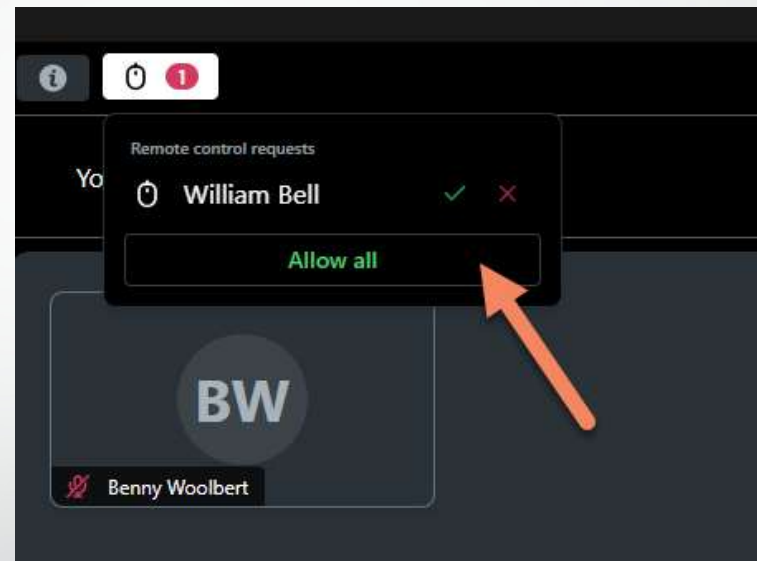 1
Remote control requests
Yo
William Bell
Allow all
BW
Benny Woolbert